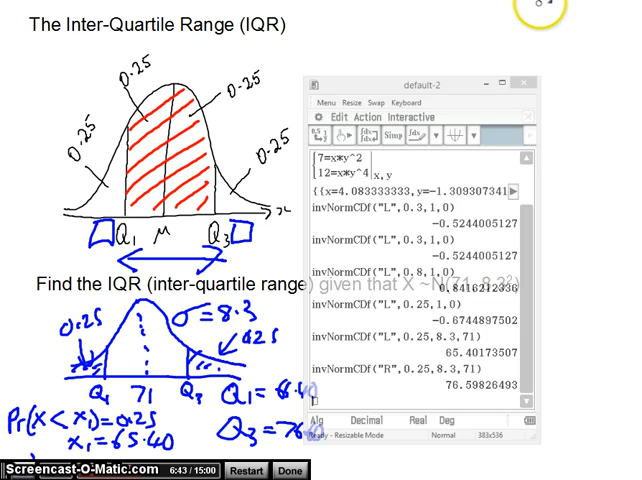 The Inter-Quartile Range (IQR)
0.25
0.25
0.25
0.25
Q1 μ Q3 x
Find the IQR (inter-quartile range) given that X ~N(71, 8.3²)
0.25
σ = 8.3
0.25
Q1 71 Q3
Q1 = 65.40
Pr(X < x1) = 0.25
x1 = 65.40
Q3 = 76.60
default-2
Menu Resize Swap Keyboard
Edit Action Interactive
Simp
7=x*y^2
12=x*y^4 x,y
{{x=4.083333333,y=-1.309307341
invNormCDf("L",0.3,1,0)
-0.5244005127
invNormCDf("L",0.3,1,0)
-0.5244005127
invNormCDf("L",0.8,1,0)
0.8416212336
invNormCDf("L",0.25,1,0)
-0.6744897502
invNormCDf("L",0.25,8.3,71)
65.40173507
invNormCDf("R",0.25,8.3,71)
76.59826493
Alg Decimal Real Deg
Ready - Resizable Mode Normal 383x536
Screencast-O-Matic.com 6:43 / 15:00 Restart Done